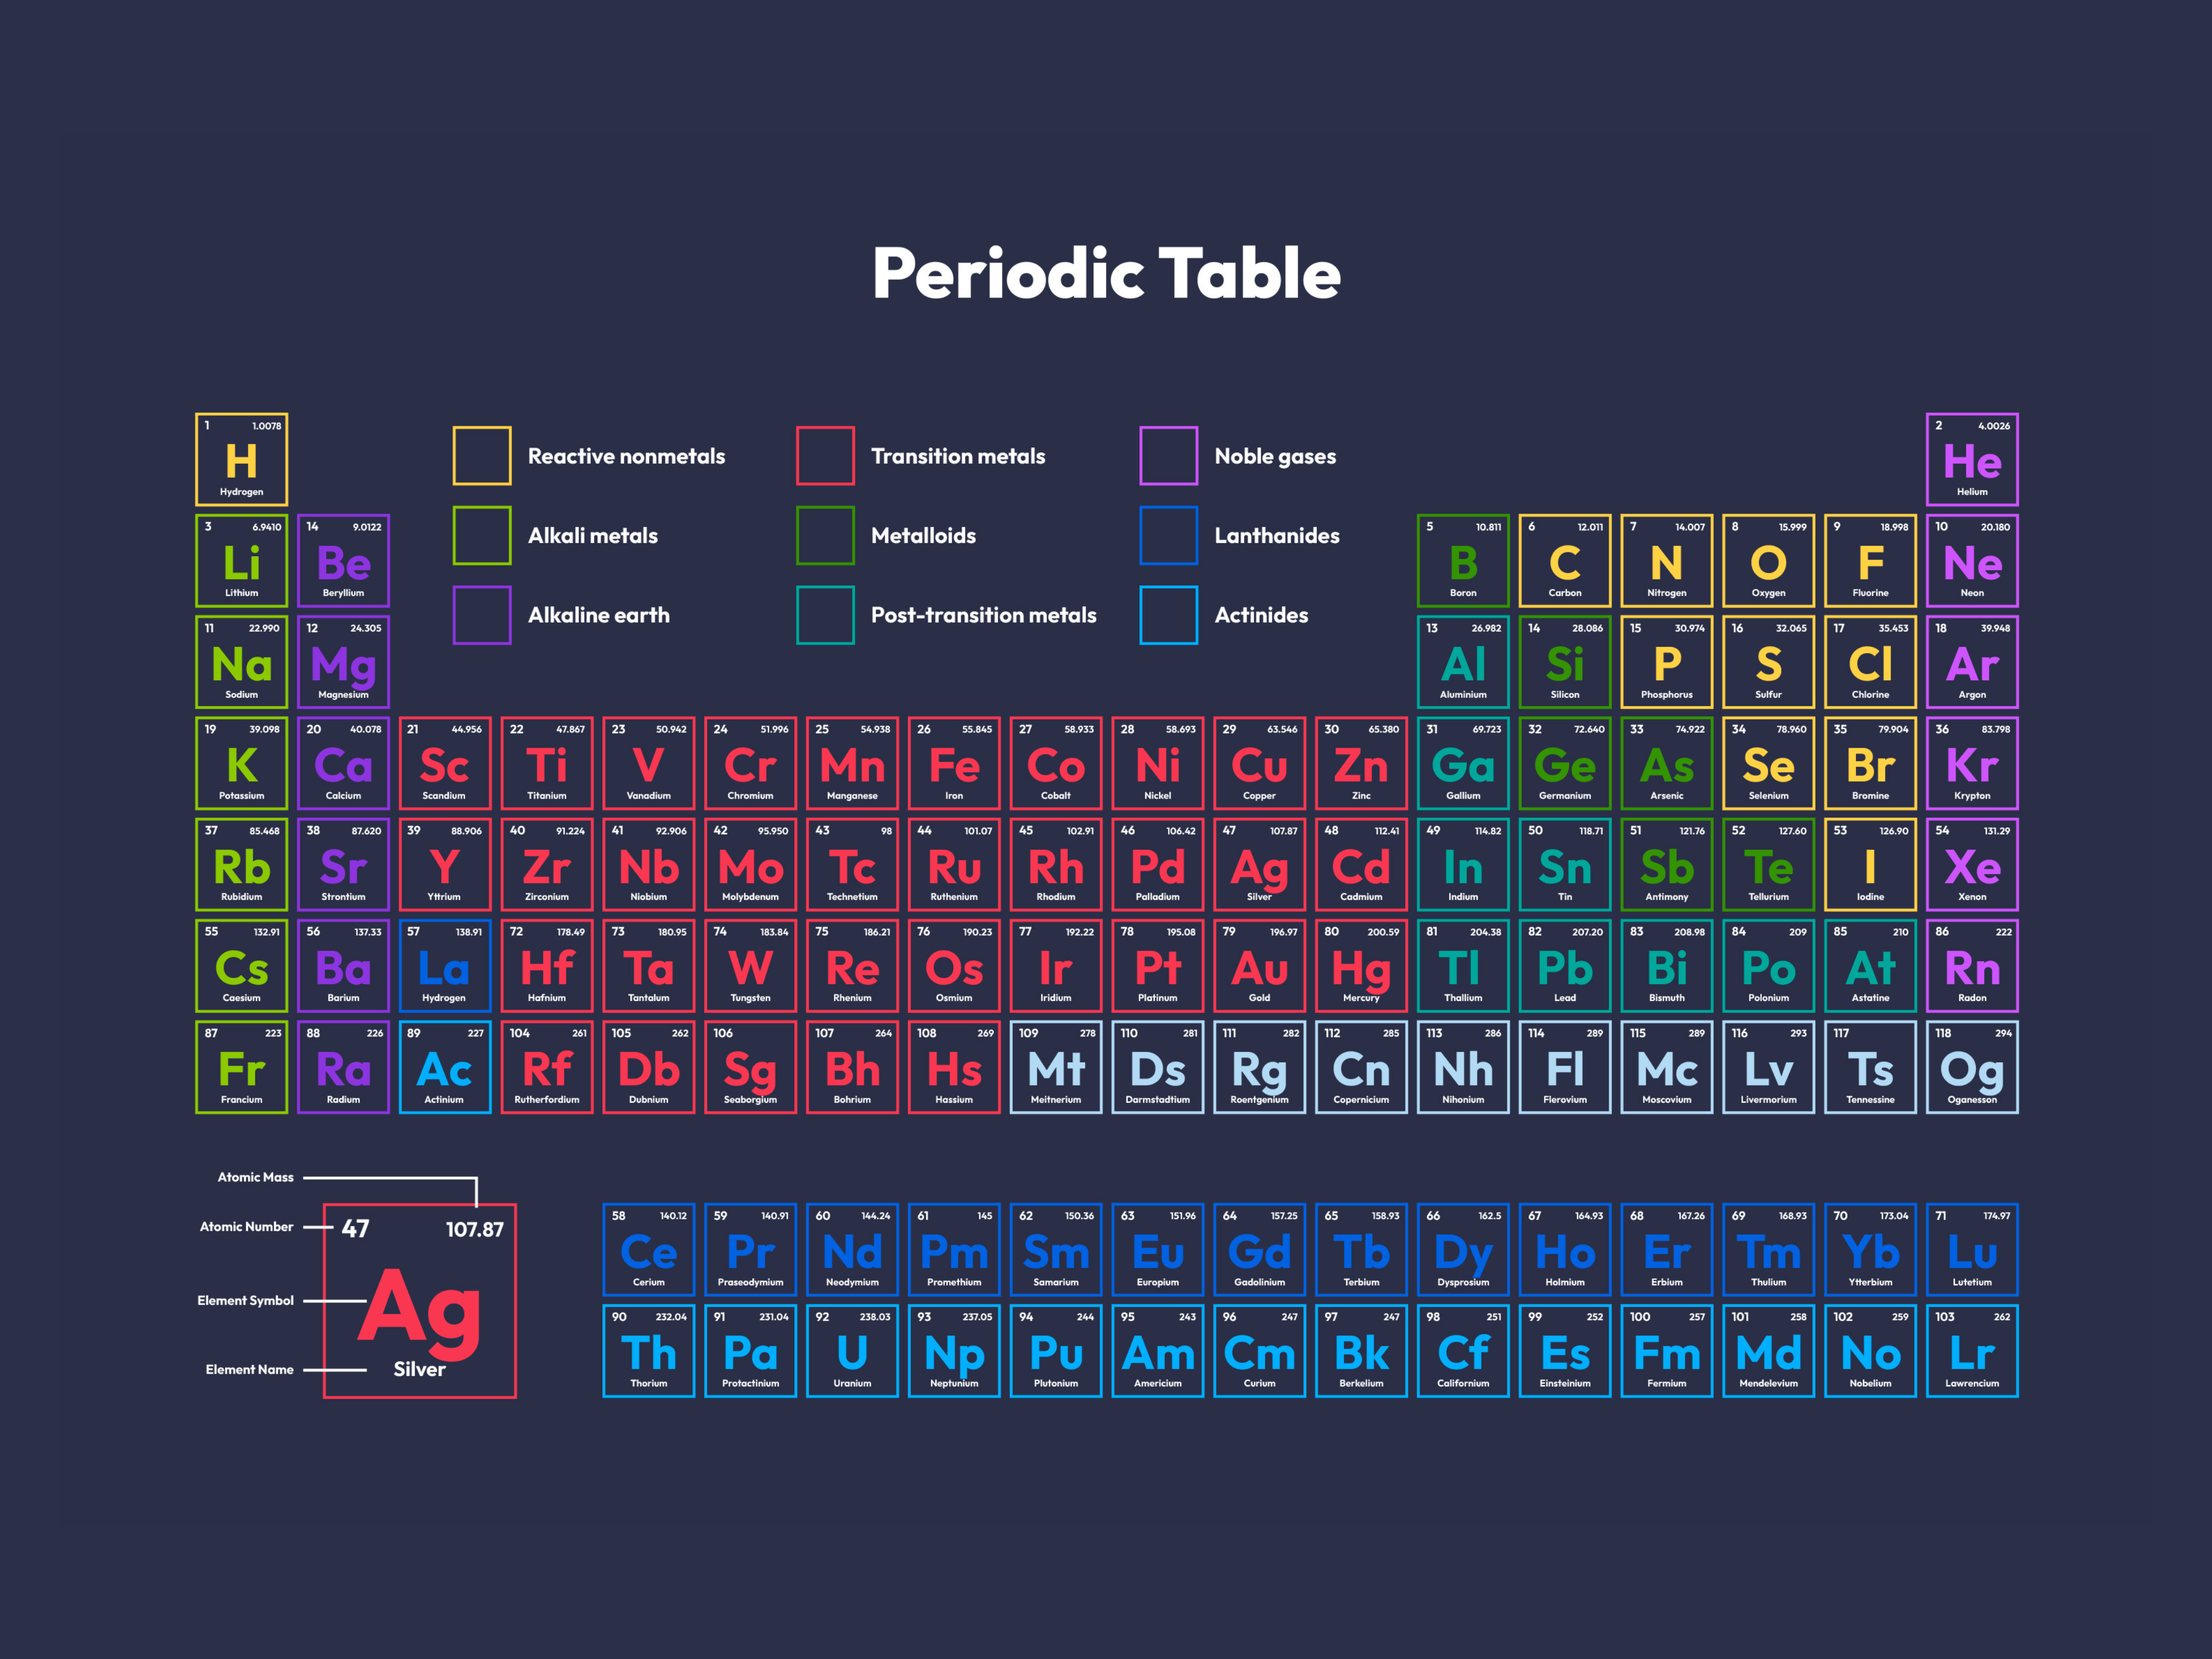 Periodic Table
1 1.0078
H
Hydrogen
Reactive nonmetals
Transition metals
Noble gases
2 4.0026
He
Helium
Alkali metals
Metalloids
Lanthanides
Alkaline earth
Post-transition metals
Actinides
3 6.9410 14 9.0122 5 10.811 6 12.011 7 14.007 8 15.999 9 18.998 10 20.180
Li Be B C N O F Ne
Lithium Beryllium Boron Carbon Nitrogen Oxygen Fluorine Neon
11 22.990 12 24.305 13 26.982 14 28.086 15 30.974 16 32.065 17 35.453 18 39.948
Na Mg Al Si P S Cl Ar
Sodium Magnesium Aluminium Silicon Phosphorus Sulfur Chlorine Argon
19 39.098 20 40.078 21 44.956 22 47.867 23 50.942 24 51.996 25 54.938 26 55.845 27 58.933 28 58.693 29 63.546 30 65.380 31 69.723 32 72.640 33 74.922 34 78.960 35 79.904 36 83.798
K Ca Sc Ti V Cr Mn Fe Co Ni Cu Zn Ga Ge As Se Br Kr
Potassium Calcium Scandium Titanium Vanadium Chromium Manganese Iron Cobalt Nickel Copper Zinc Gallium Germanium Arsenic Selenium Bromine Krypton
37 85.468 38 87.620 39 88.906 40 91.224 41 92.906 42 95.950 43 98 44 101.07 45 102.91 46 106.42 47 107.87 48 112.41 49 114.82 50 118.71 51 121.76 52 127.60 53 126.90 54 131.29
Rb Sr Y Zr Nb Mo Tc Ru Rh Pd Ag Cd In Sn Sb Te I Xe
Rubidium Strontium Yttrium Zirconium Niobium Molybdenum Technetium Ruthenium Rhodium Palladium Silver Cadmium Indium Tin Antimony Tellurium Iodine Xenon
55 132.91 56 137.33 57 138.91 72 178.49 73 180.95 74 183.84 75 186.21 76 190.23 77 192.22 78 195.08 79 196.97 80 200.59 81 204.38 82 207.20 83 208.98 84 209 85 210 86 222
Cs Ba La Hf Ta W Re Os Ir Pt Au Hg Tl Pb Bi Po At Rn
Caesium Barium Hydrogen Hafnium Tantalum Tungsten Rhenium Osmium Iridium Platinum Gold Mercury Thallium Lead Bismuth Polonium Astatine Radon
87 223 88 226 89 227 104 261 105 262 106 107 264 108 269 109 278 110 281 111 282 112 285 113 286 114 289 115 289 116 293 117 118 294
Fr Ra Ac Rf Db Sg Bh Hs Mt Ds Rg Cn Nh Fl Mc Lv Ts Og
Francium Radium Actinium Rutherfordium Dubnium Seaborgium Bohrium Hassium Meitnerium Darmstadtium Roentgenium Copernicium Nihonium Flerovium Moscovium Livermorium Tennessine Oganesson
Atomic Mass
Atomic Number 47 107.87
Element Symbol Ag
Element Name Silver
58 140.12 59 140.91 60 144.24 61 145 62 150.36 63 151.96 64 157.25 65 158.93 66 162.5 67 164.93 68 167.26 69 168.93 70 173.04 71 174.97
Ce Pr Nd Pm Sm Eu Gd Tb Dy Ho Er Tm Yb Lu
Cerium Praseodymium Neodymium Promethium Samarium Europium Gadolinium Terbium Dysprosium Holmium Erbium Thulium Ytterbium Lutetium
90 232.04 91 231.04 92 238.03 93 237.05 94 244 95 243 96 247 97 247 98 251 99 252 100 257 101 258 102 259 103 262
Th Pa U Np Pu Am Cm Bk Cf Es Fm Md No Lr
Thorium Protactinium Uranium Neptunium Plutonium Americium Curium Berkelium Californium Einsteinium Fermium Mendelevium Nobelium Lawrencium